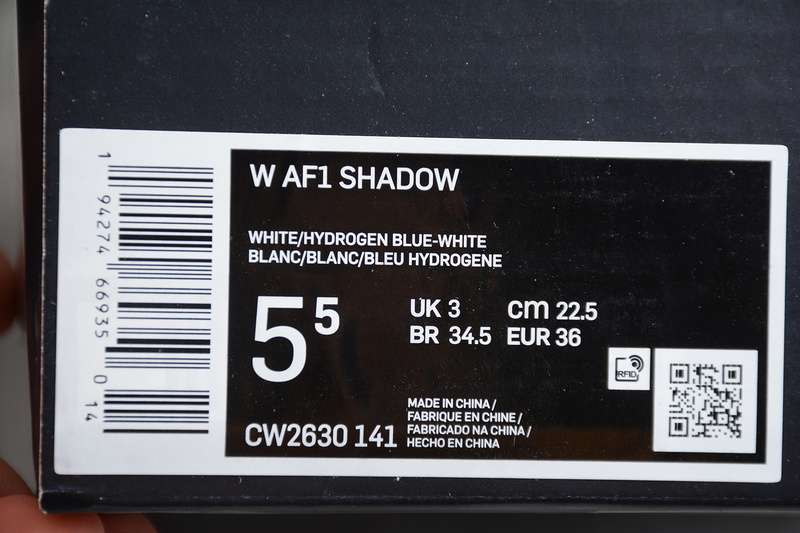 W AF1 SHADOW
WHITE/HYDROGEN BLUE-WHITE
BLANC/BLANC/BLEU HYDROGENE
5 5
UK 3 cm 22.5
BR 34.5 EUR 36
RFID
CW2630 141
MADE IN CHINA /
FABRIQUE EN CHINE /
FABRICADO NA CHINA /
HECHO EN CHINA
1 94274 66935 0 14